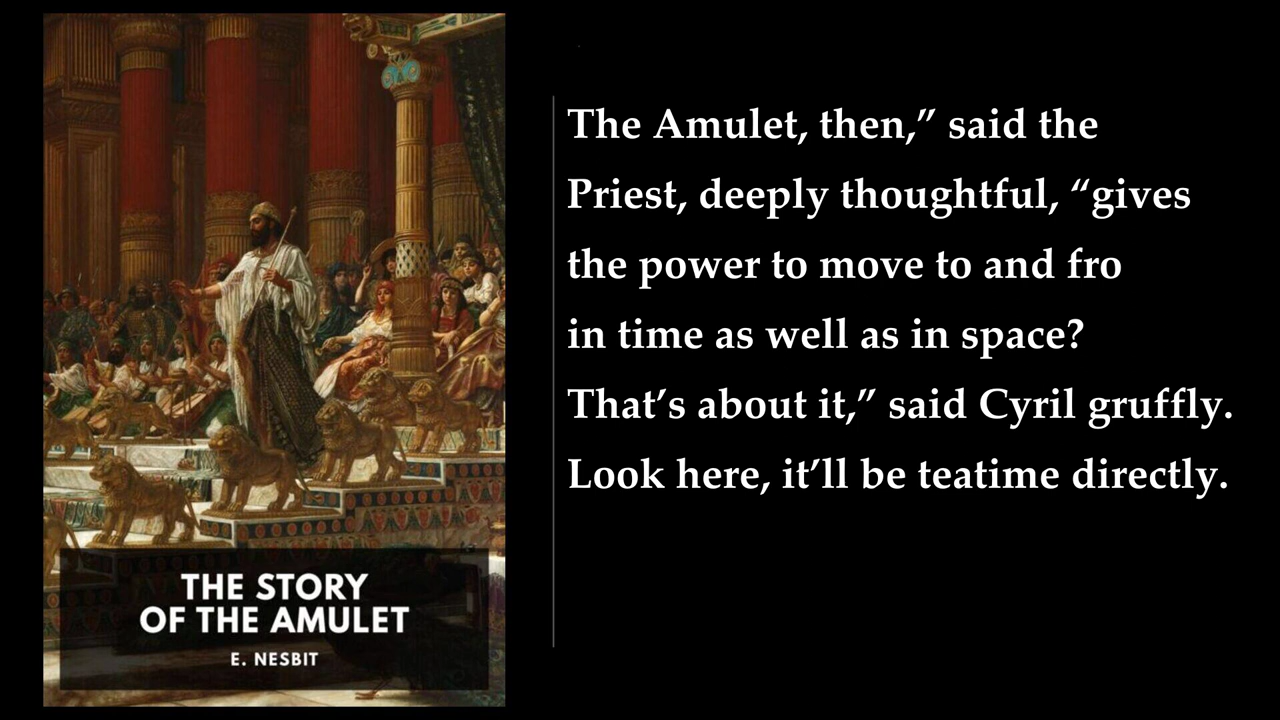 THE STORY
OF THE AMULET
E. NESBIT
The Amulet, then,” said the
Priest, deeply thoughtful, “gives
the power to move to and fro
in time as well as in space?
That’s about it,” said Cyril gruffly.
Look here, it’ll be teatime directly.